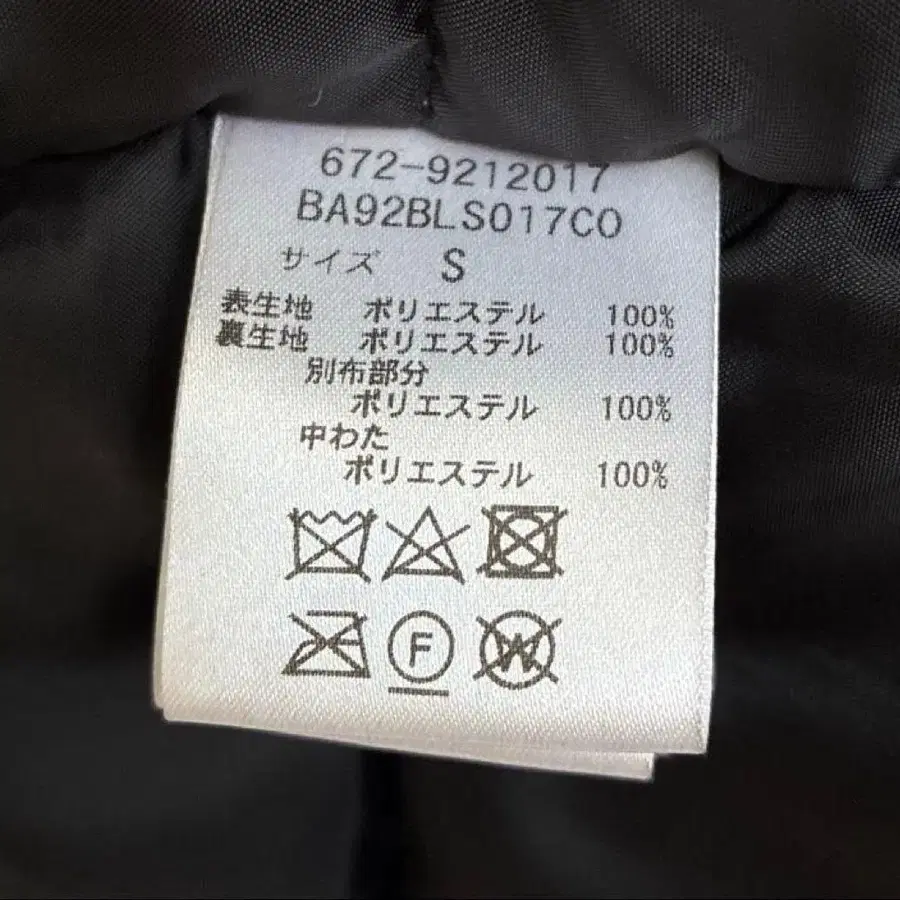 672-9212017
BA92BLS017CO
サイズ S
表生地 ポリエステル 100%
裏生地 ポリエステル 100%
別布部分
ポリエステル 100%
中わた
ポリエステル 100%
F W